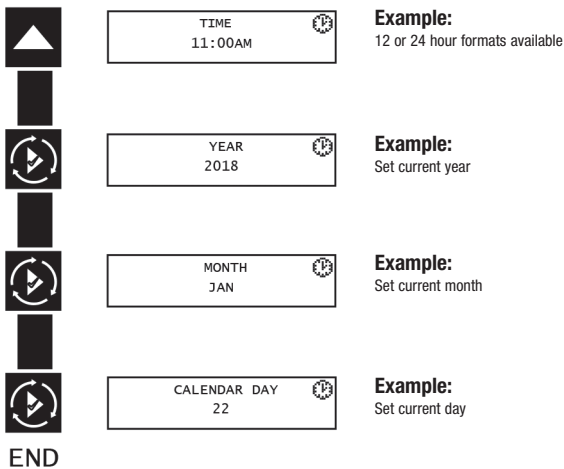 TIME
11:00AM
Example:
12 or 24 hour formats available
YEAR
2018
Example:
Set current year
MONTH
JAN
Example:
Set current month
CALENDAR DAY
22
Example:
Set current day
END